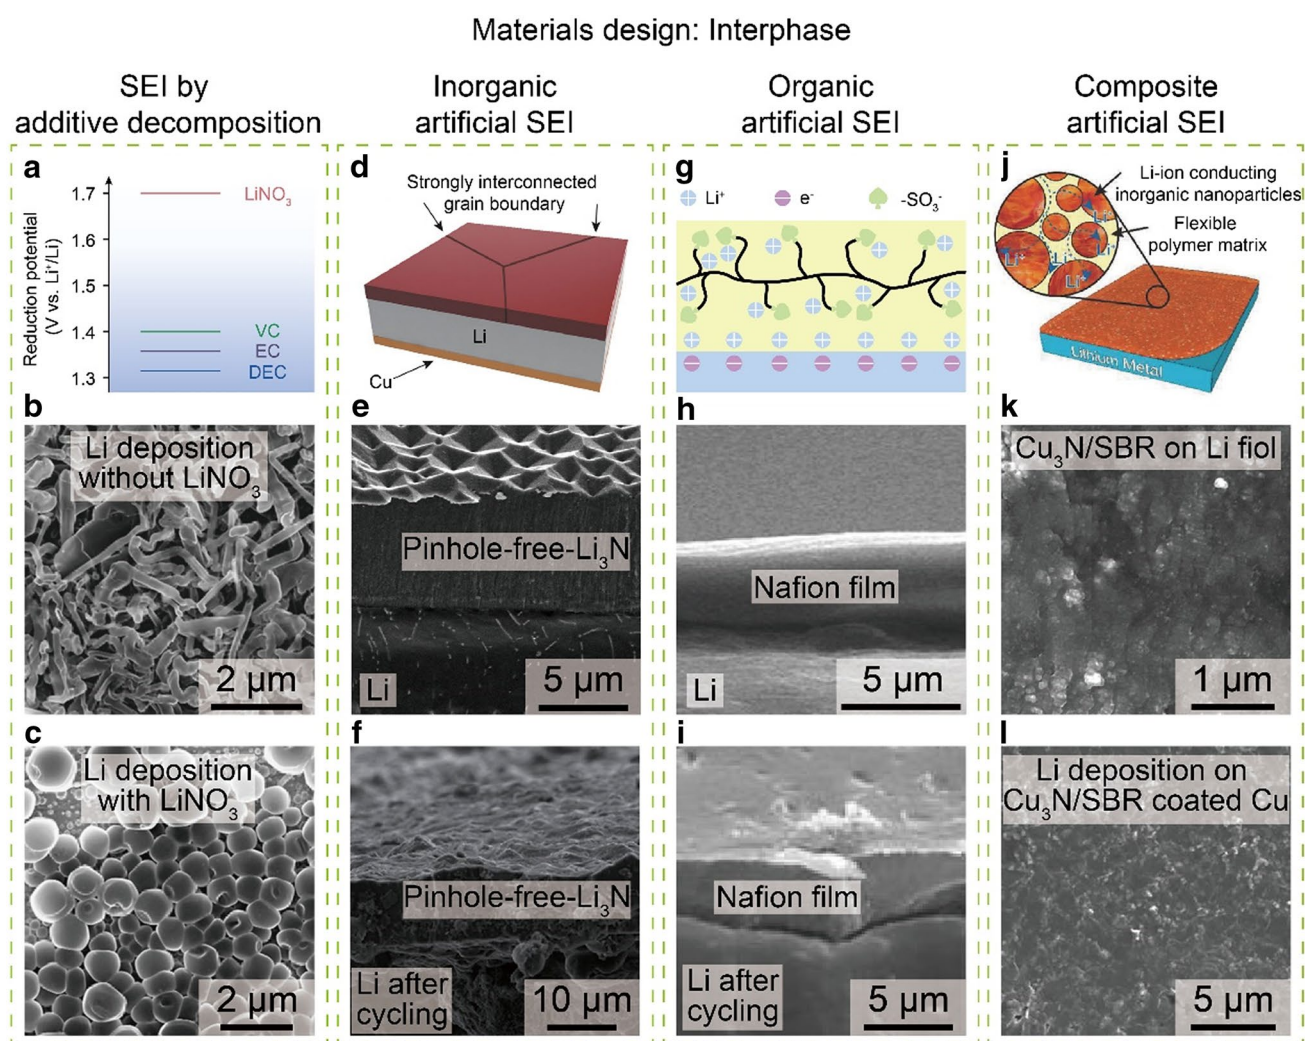 Materials design: Interphase
SEI by
additive decomposition
Inorganic
artificial SEI
Organic
artificial SEI
Composite
artificial SEI
a
Reduction potential
(V vs. Li⁺/Li)
1.7
1.6
1.5
1.4
1.3
LiNO₃
VC
EC
DEC
b
Li deposition
without LiNO₃
2 μm
c
Li deposition
with LiNO₃
2 μm
d
Strongly interconnected
grain boundary
Li
Cu
e
Pinhole-free-Li₃N
Li
5 μm
f
Pinhole-free-Li₃N
Li after
cycling
10 μm
g
Li⁺
e⁻
-SO₃⁻
h
Nafion film
Li
5 μm
i
Nafion film
Li after
cycling
5 μm
j
Li-ion conducting
inorganic nanoparticles
Flexible
polymer matrix
Li⁺
Li⁺
Li⁺
Li⁺
Li⁺
Lithium Metal
k
Cu₃N/SBR on Li fiol
1 μm
l
Li deposition on
Cu₃N/SBR coated Cu
5 μm